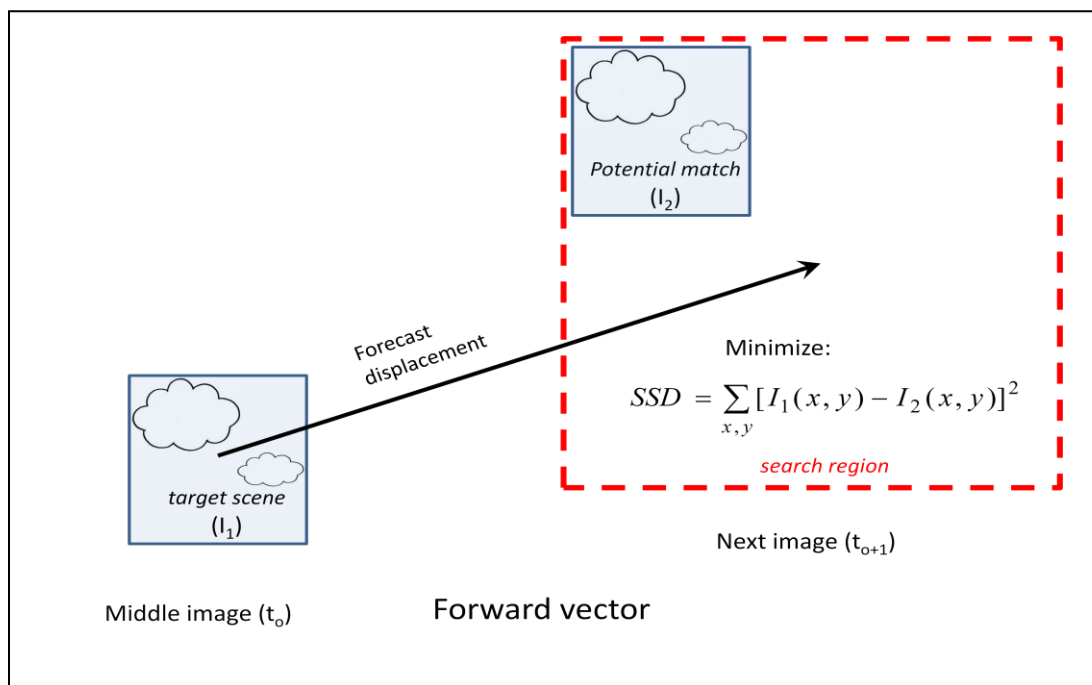 Potential match
(I₂)
Forecast
displacement
Minimize:
SSD = ∑[I₁(x, y) − I₂(x, y)]²
x, y
search region
target scene
(I₁)
Next image (tₒ₊₁)
Middle image (tₒ)
Forward vector